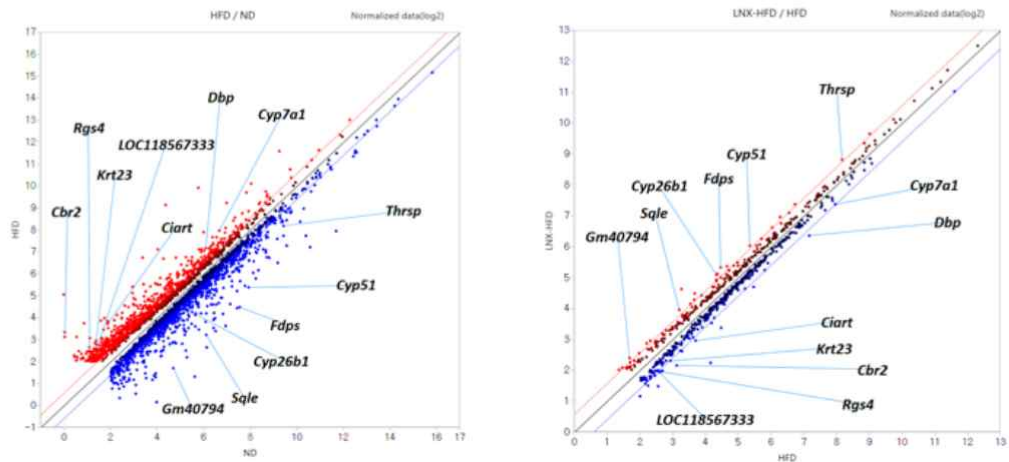 HFD / ND
Normalized data(log2)
17
16
15
14
13
12
11
10
9
8
7
6
5
4
3
2
1
0
-1
HFD
Dbp
Cyp7a1
Rgs4
LOC118567333
Krt23
Cbr2
Ciart
Thrsp
Cyp51
Fdps
Cyp26b1
Sqle
Gm40794
0 2 4 6 8 10 12 14 16 17
ND
LNX-HFD / HFD
Normalized data(log2)
13
12
11
10
9
8
7
6
5
4
3
2
1
0
LNX-HFD
Thrsp
Cyp51
Fdps
Cyp26b1
Sqle
Gm40794
Cyp7a1
Dbp
Ciart
Krt23
Cbr2
Rgs4
LOC118567333
0 1 2 3 4 5 6 7 8 9 10 11 13
HFD